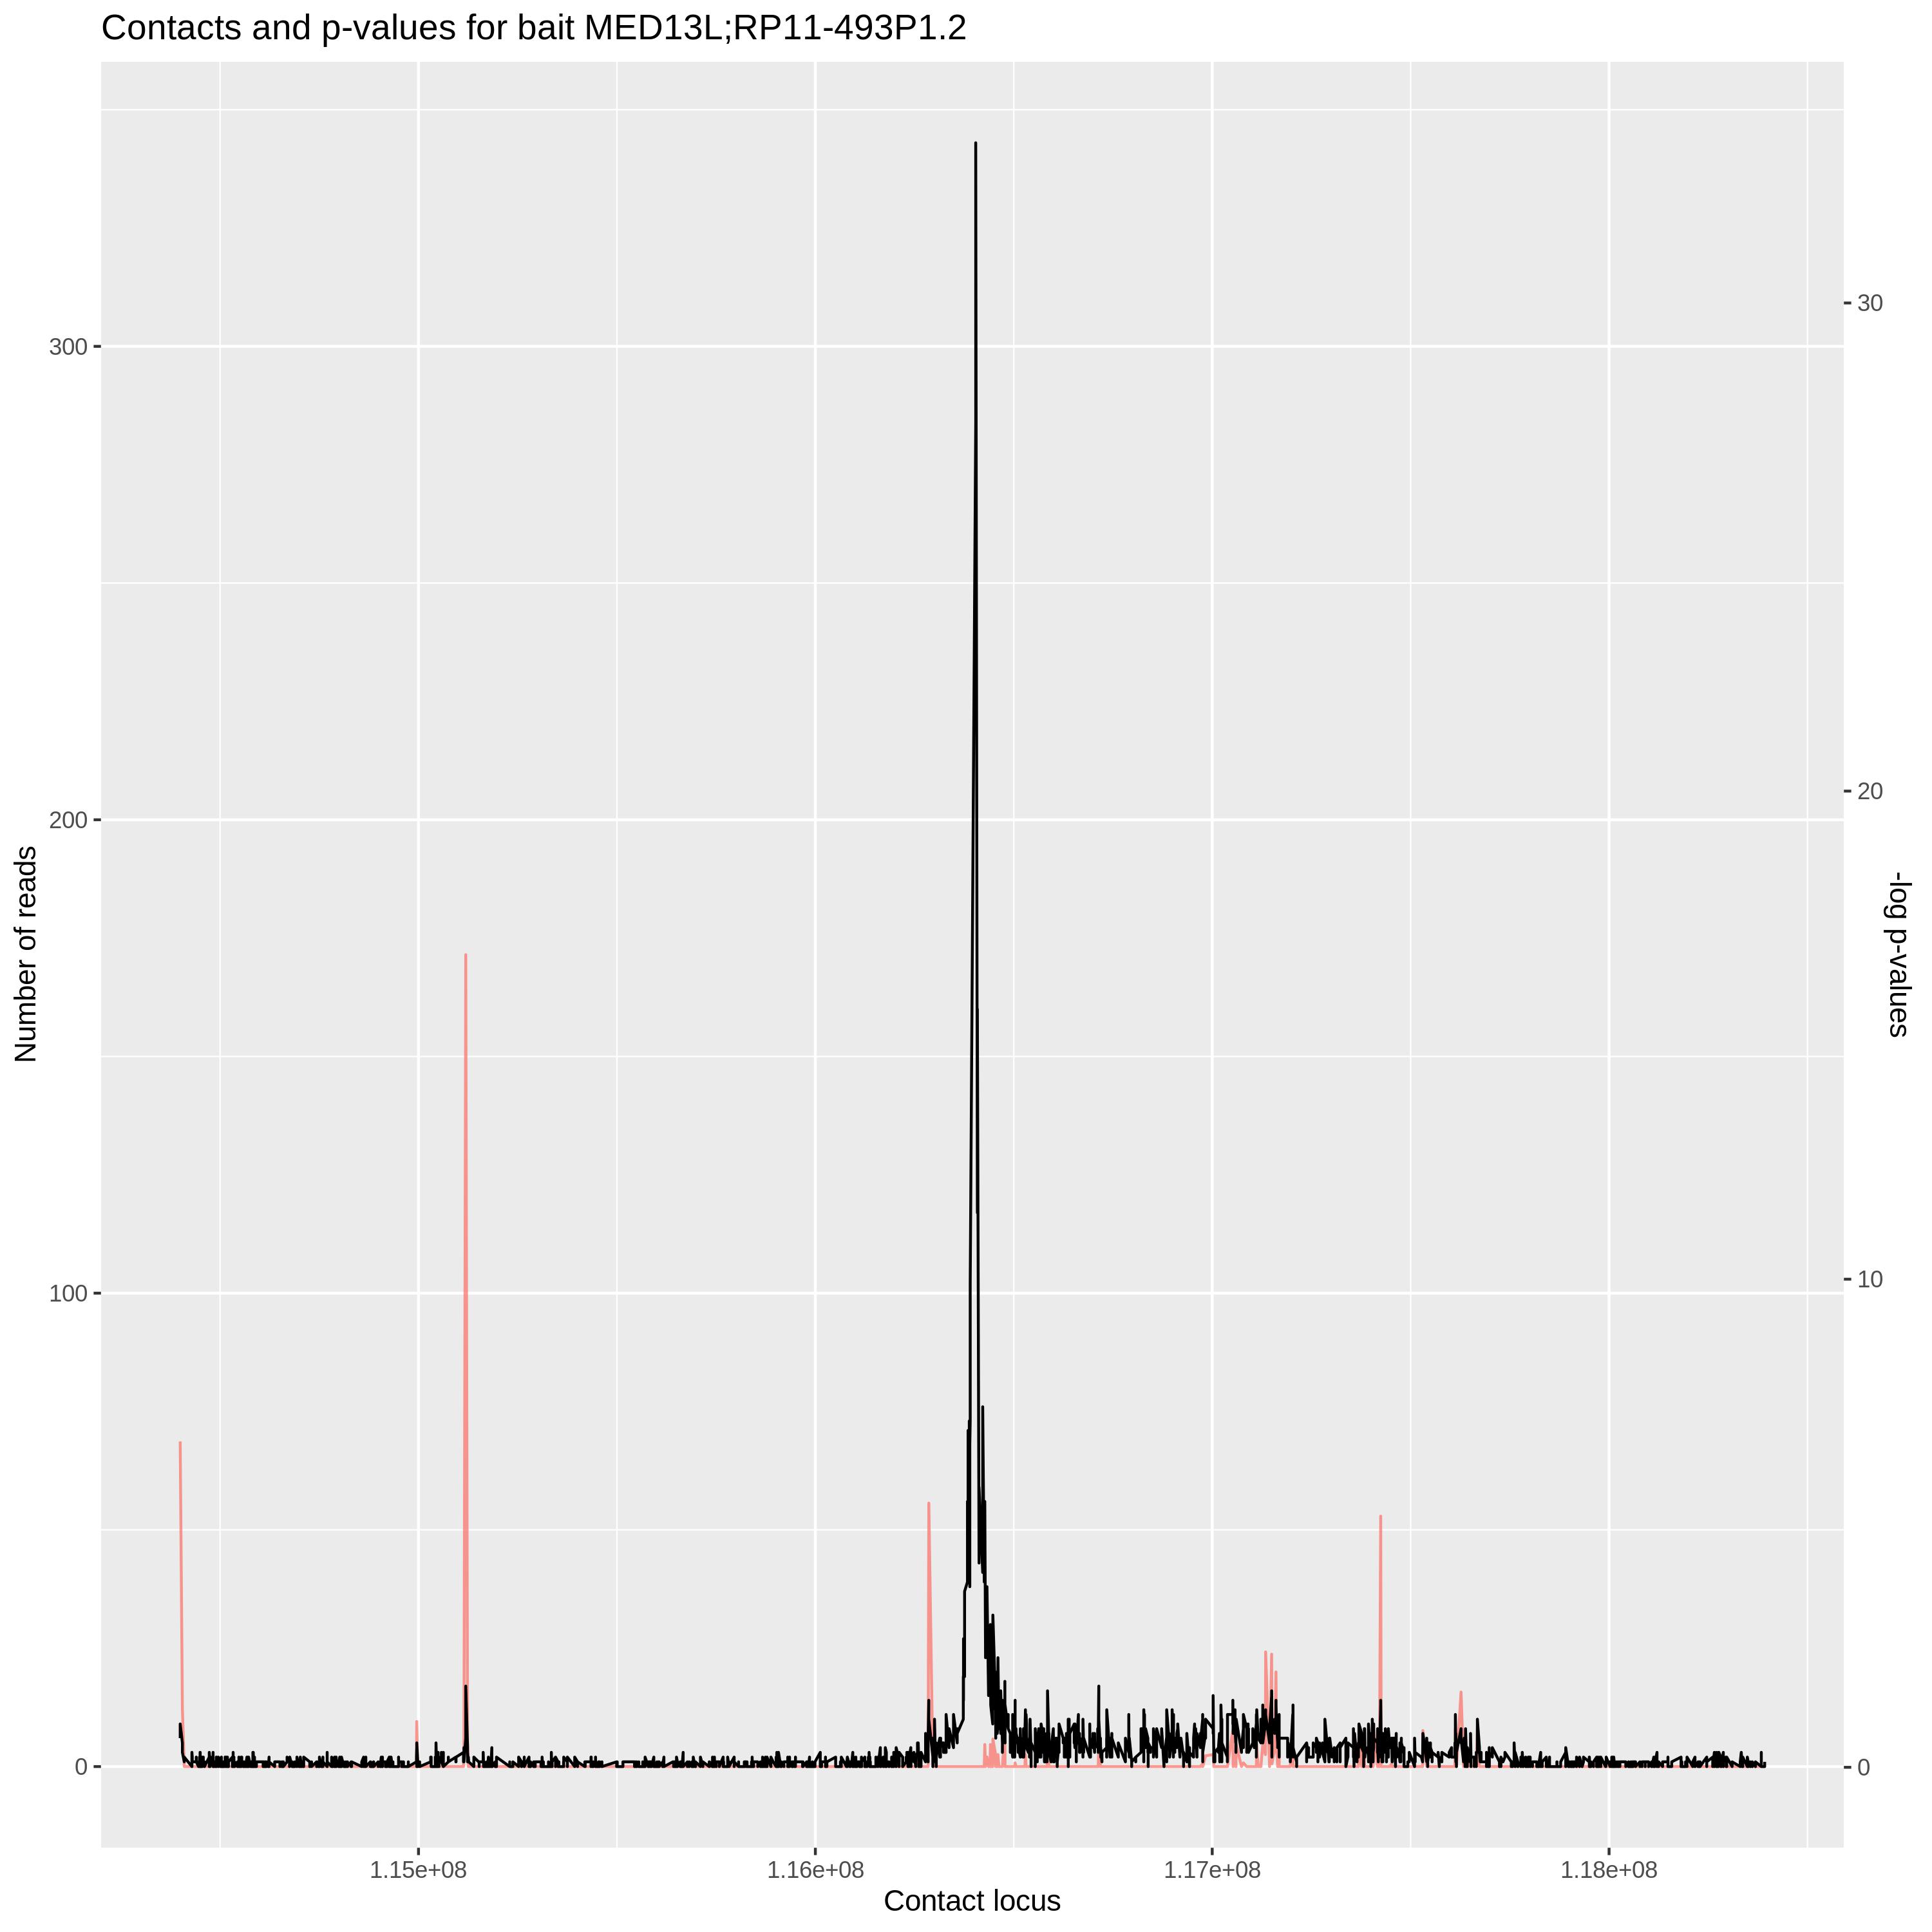 Contacts and p-values for bait MED13L;RP11-493P1.2
Number of reads
300
200
100
0
30
20
10
0
-log p-values
1.15e+08
1.16e+08
1.17e+08
1.18e+08
Contact locus